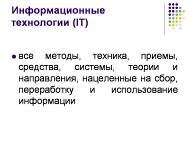 Информационные
технологии (IT)
все методы, техника, приемы,
средства, системы, теории и
направления, нацеленные на сбор,
переработку и использование
информации